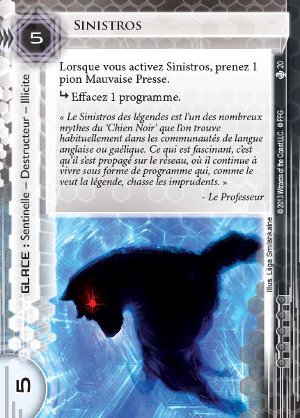 5
SINISTROS
Lorsque vous activez Sinistros, prenez 1
pion Mauvaise Presse.
↳ Effacez 1 programme.
« Le Sinistros des légendes est l'un des nombreux
mythes du 'Chien Noir' que l'on trouve
habituellement dans les communautés de langue
anglaise ou gaélique. Ce qui est fascinant, c'est
qu'il s'est propagé sur le réseau, où il continue à
vivre sous forme de programme qui, comme le
veut la légende, chasse les imprudents. »
- Le Professeur
GLACE : Sentinelle – Destructeur – Illicite
5
20
© 2013 Wizards of the Coast LLC. © FFG
Illus. Liiga Smilshkalne